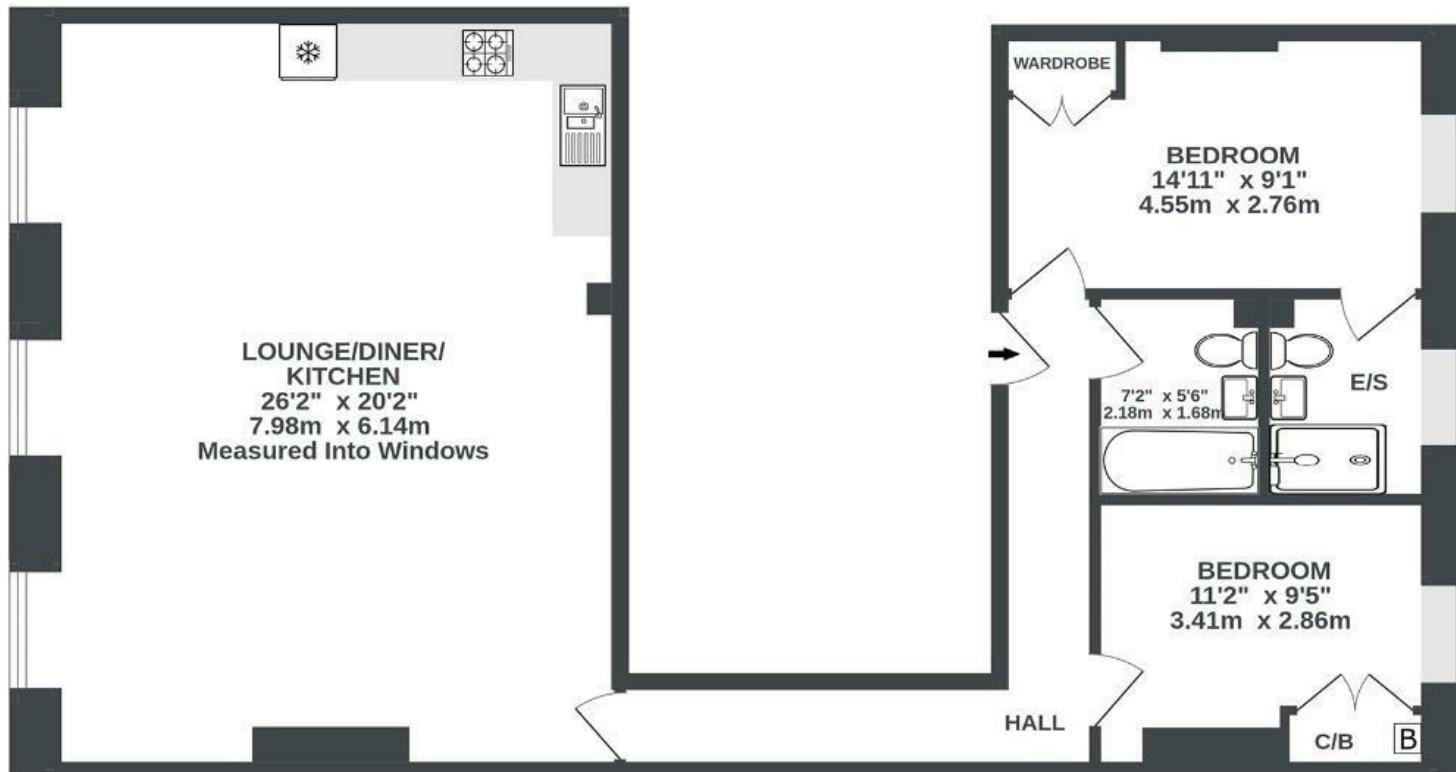 WARDROBE
BEDROOM
14'11" x 9'1"
4.55m x 2.76m
LOUNGE/DINER/
KITCHEN
26'2" x 20'2"
7.98m x 6.14m
Measured Into Windows
E/S
7'2" x 5'6"
2.18m x 1.68m
BEDROOM
11'2" x 9'5"
3.41m x 2.86m
HALL
C/B
B